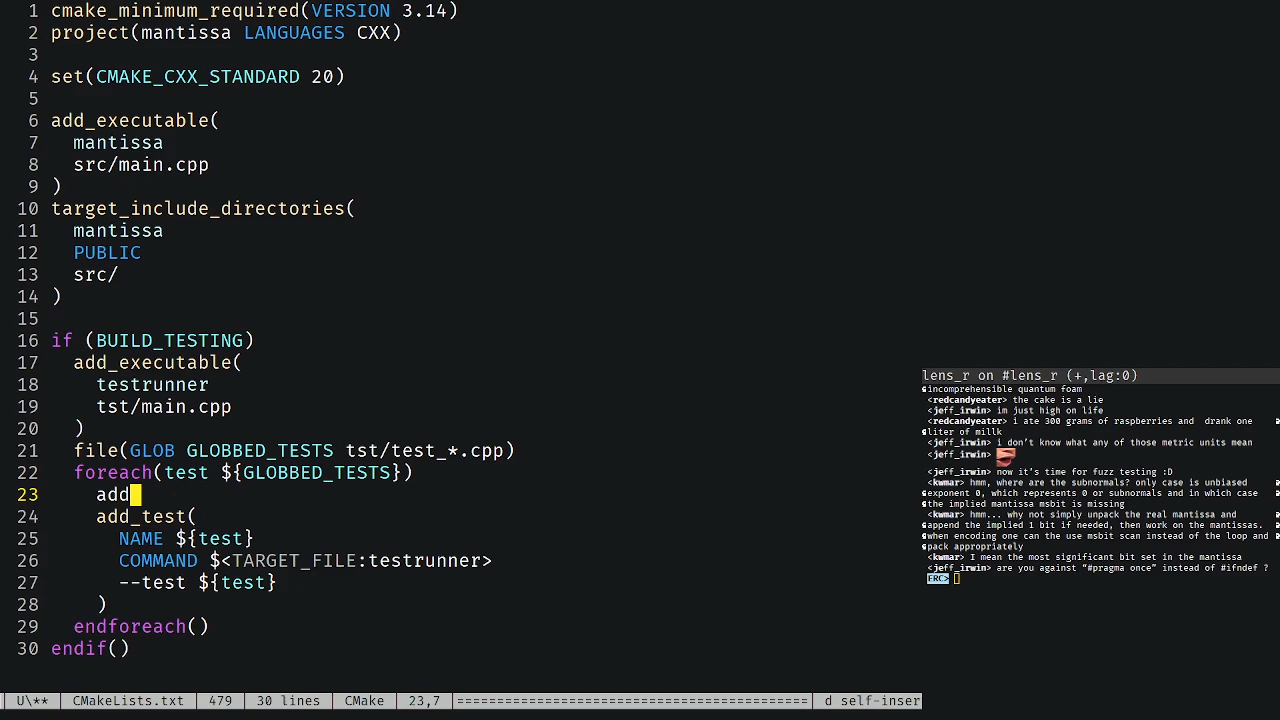 1 cmake_minimum_required(VERSION 3.14)
2 project(mantissa LANGUAGES CXX)
3
4 set(CMAKE_CXX_STANDARD 20)
5
6 add_executable(
7 mantissa
8 src/main.cpp
9 )
10 target_include_directories(
11 mantissa
12 PUBLIC
13 src/
14 )
15
16 if (BUILD_TESTING)
17 add_executable(
18 testrunner
19 tst/main.cpp
20 )
21 file(GLOB GLOBBED_TESTS tst/test_*.cpp)
22 foreach(test ${GLOBBED_TESTS})
23 add
24 add_test(
25 NAME ${test}
26 COMMAND $<TARGET_FILE:testrunner>
27 --test ${test}
28 )
29 endforeach()
30 endif()
U\** CMakeLists.txt 479 30 lines CMake 23,7 ======================================== d self-inser
lens_r on #lens_r (+,lag:0)
incomprehensible quantum foam
<redcandyeater> the cake is a lie
<jeff_irwin> im just high on life
<redcandyeater> i ate 300 grams of raspberries and drank one
liter of millk
<jeff_irwin> i don’t know what any of those metric units mean
<jeff_irwin>
<jeff_irwin> now it’s time for fuzz testing :D
<kwmar> hmm, where are the subnormals? only case is unbiased
exponent 0, which represents 0 or subnormals and in which case
the implied mantissa msbit is missing
<kwmar> hmm... why not simply unpack the real mantissa and
append the implied 1 bit if needed, then work on the mantissas.
when encoding one can the use msbit scan instead of the loop and
pack appropriately
<kwmar> I mean the most significant bit set in the mantissa
<jeff_irwin> are you against “#pragma once” instead of #ifndef ?
ERC>